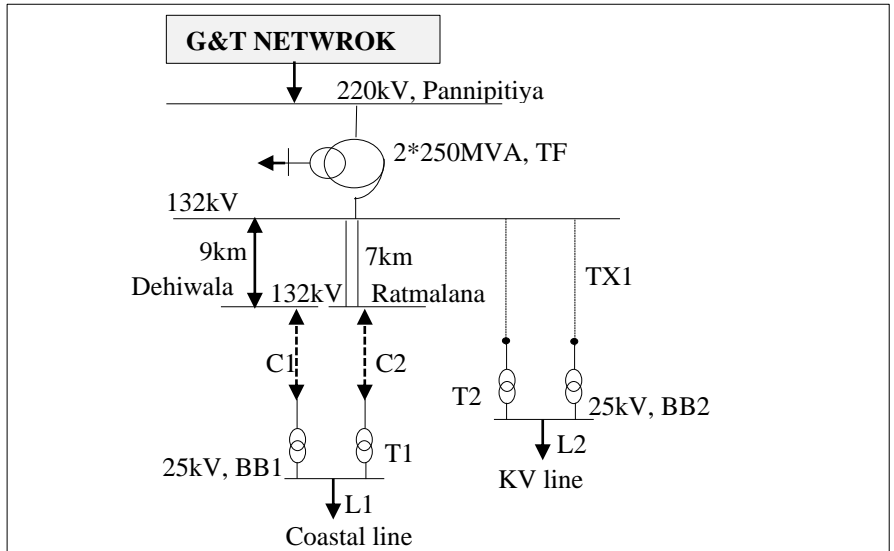 G&T NETWROK
220kV, Pannipitiya
2*250MVA, TF
132kV
9km
7km
TX1
Dehiwala
132kV
Ratmalana
C1
C2
T2
25kV, BB2
T1
L2
25kV, BB1
KV line
L1
Coastal line